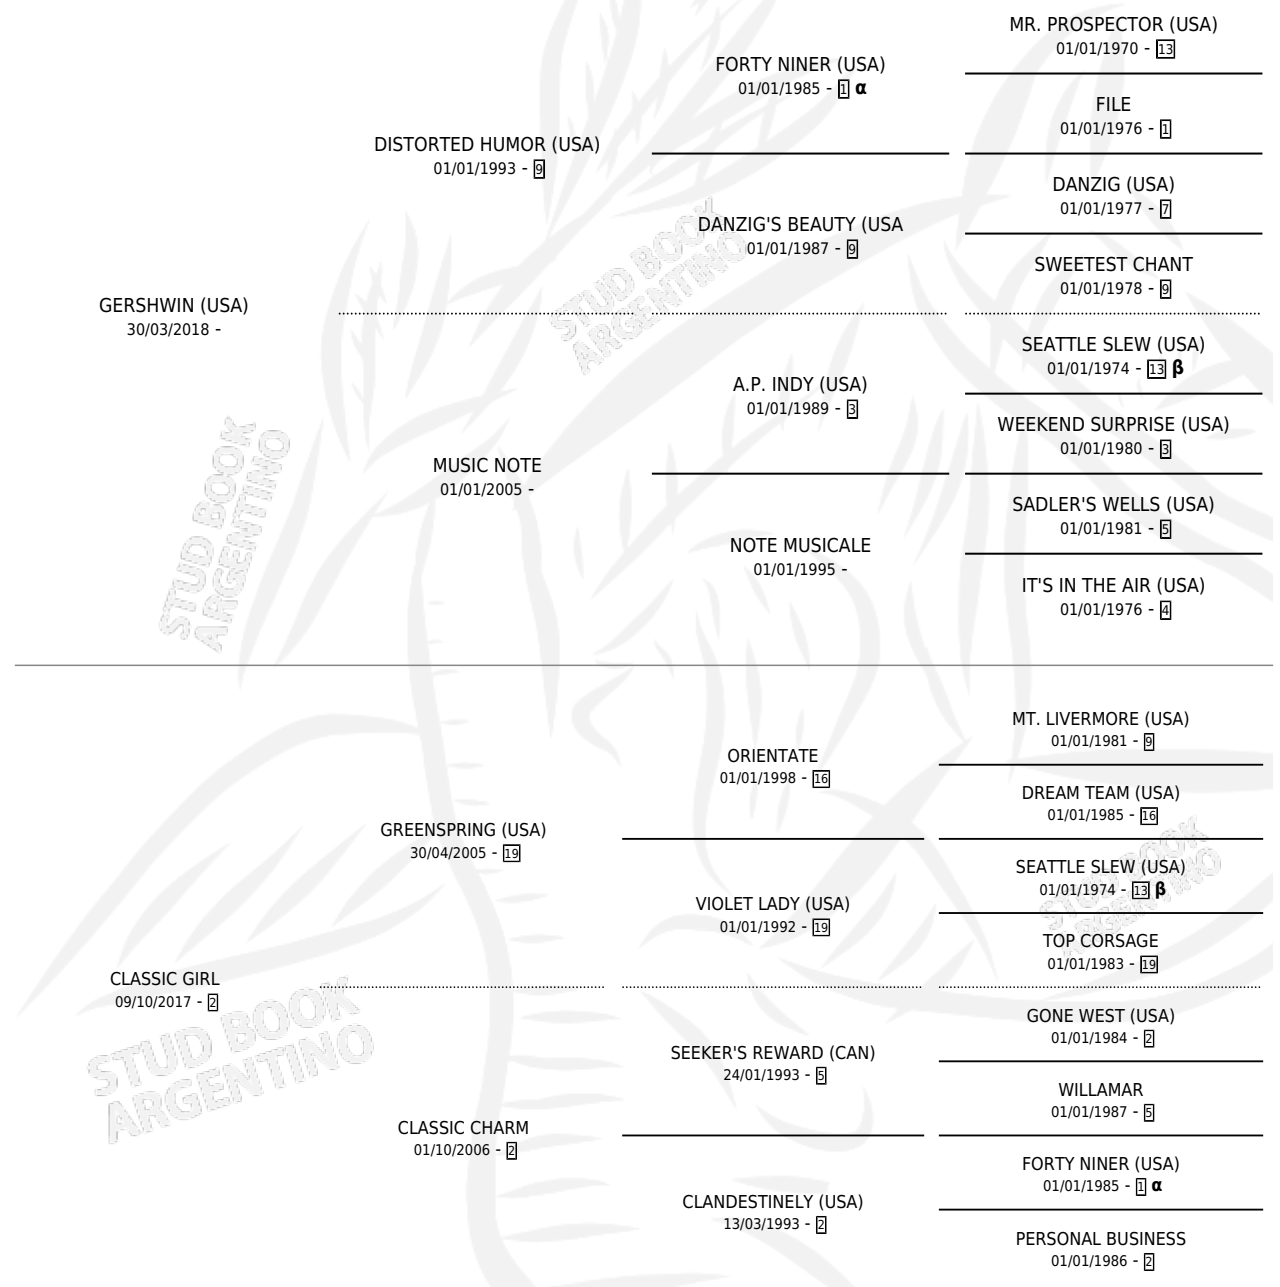 MR. PROSPECTOR (USA)
01/01/1970 - 13
FORTY NINER (USA)
01/01/1985 - 1 α
FILE
01/01/1976 - 1
DISTORTED HUMOR (USA)
01/01/1993 - 9
DANZIG (USA)
01/01/1977 - 7
DANZIG'S BEAUTY (USA
01/01/1987 - 9
SWEETEST CHANT
01/01/1978 - 9
GERSHWIN (USA)
30/03/2018 -
SEATTLE SLEW (USA)
01/01/1974 - 13 β
A.P. INDY (USA)
01/01/1989 - 3
WEEKEND SURPRISE (USA)
01/01/1980 - 3
MUSIC NOTE
01/01/2005 -
SADLER'S WELLS (USA)
01/01/1981 - 5
NOTE MUSICALE
01/01/1995 -
IT'S IN THE AIR (USA)
01/01/1976 - 4
MT. LIVERMORE (USA)
01/01/1981 - 9
ORIENTATE
01/01/1998 - 16
DREAM TEAM (USA)
01/01/1985 - 16
GREENSPRING (USA)
30/04/2005 - 19
SEATTLE SLEW (USA)
01/01/1974 - 13 β
VIOLET LADY (USA)
01/01/1992 - 19
TOP CORSAGE
01/01/1983 - 19
CLASSIC GIRL
09/10/2017 - 2
GONE WEST (USA)
01/01/1984 - 2
SEEKER'S REWARD (CAN)
24/01/1993 - 5
WILLAMAR
01/01/1987 - 5
CLASSIC CHARM
01/10/2006 - 2
FORTY NINER (USA)
01/01/1985 - 1 α
CLANDESTINELY (USA)
13/03/1993 - 2
PERSONAL BUSINESS
01/01/1986 - 2
STUD BOOK
ARGENTINO
STUD BOOK
ARGENTINO
STUD BOOK
ARGENTINO
STUD BOOK
ARGENTINO